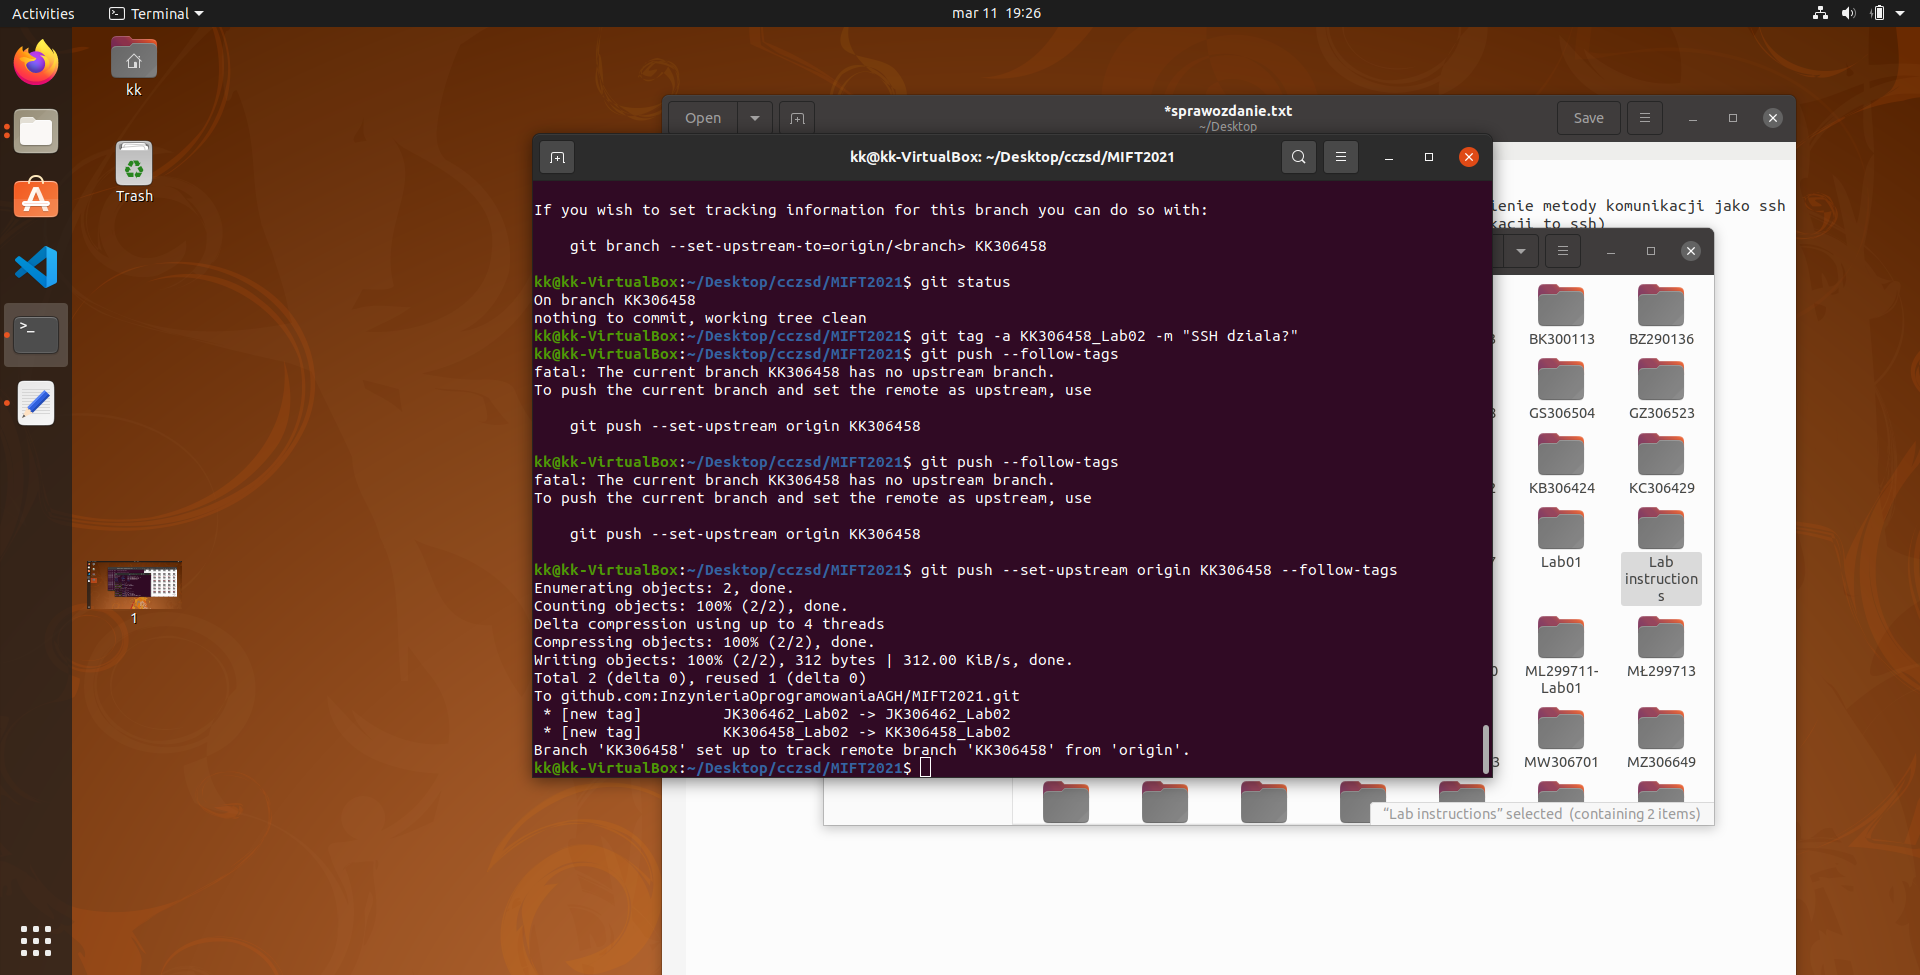 Activities
Terminal
mar 11 19:26
kk
Trash
1
Open
*sprawozdanie.txt
~/Desktop
Save
ienie metody komunikacji jako ssh
kacji to ssh)
kk@kk-VirtualBox: ~/Desktop/cczsd/MIFT2021
If you wish to set tracking information for this branch you can do so with:
git branch --set-upstream-to=origin/<branch> KK306458
kk@kk-VirtualBox:~/Desktop/cczsd/MIFT2021$ git status
On branch KK306458
nothing to commit, working tree clean
kk@kk-VirtualBox:~/Desktop/cczsd/MIFT2021$ git tag -a KK306458_Lab02 -m "SSH dziala?"
kk@kk-VirtualBox:~/Desktop/cczsd/MIFT2021$ git push --follow-tags
fatal: The current branch KK306458 has no upstream branch.
To push the current branch and set the remote as upstream, use
git push --set-upstream origin KK306458
kk@kk-VirtualBox:~/Desktop/cczsd/MIFT2021$ git push --follow-tags
fatal: The current branch KK306458 has no upstream branch.
To push the current branch and set the remote as upstream, use
git push --set-upstream origin KK306458
kk@kk-VirtualBox:~/Desktop/cczsd/MIFT2021$ git push --set-upstream origin KK306458 --follow-tags
Enumerating objects: 2, done.
Counting objects: 100% (2/2), done.
Delta compression using up to 4 threads
Compressing objects: 100% (2/2), done.
Writing objects: 100% (2/2), 312 bytes | 312.00 KiB/s, done.
Total 2 (delta 0), reused 1 (delta 0)
To github.com:InzynieriaOprogramowaniaAGH/MIFT2021.git
* [new tag] JK306462_Lab02 -> JK306462_Lab02
* [new tag] KK306458_Lab02 -> KK306458_Lab02
Branch 'KK306458' set up to track remote branch 'KK306458' from 'origin'.
kk@kk-VirtualBox:~/Desktop/cczsd/MIFT2021$
BK300113
BZ290136
GS306504
GZ306523
KB306424
KC306429
Lab01
Lab
instruction
s
ML299711-
Lab01
MŁ299713
MW306701
MZ306649
“Lab instructions” selected (containing 2 items)